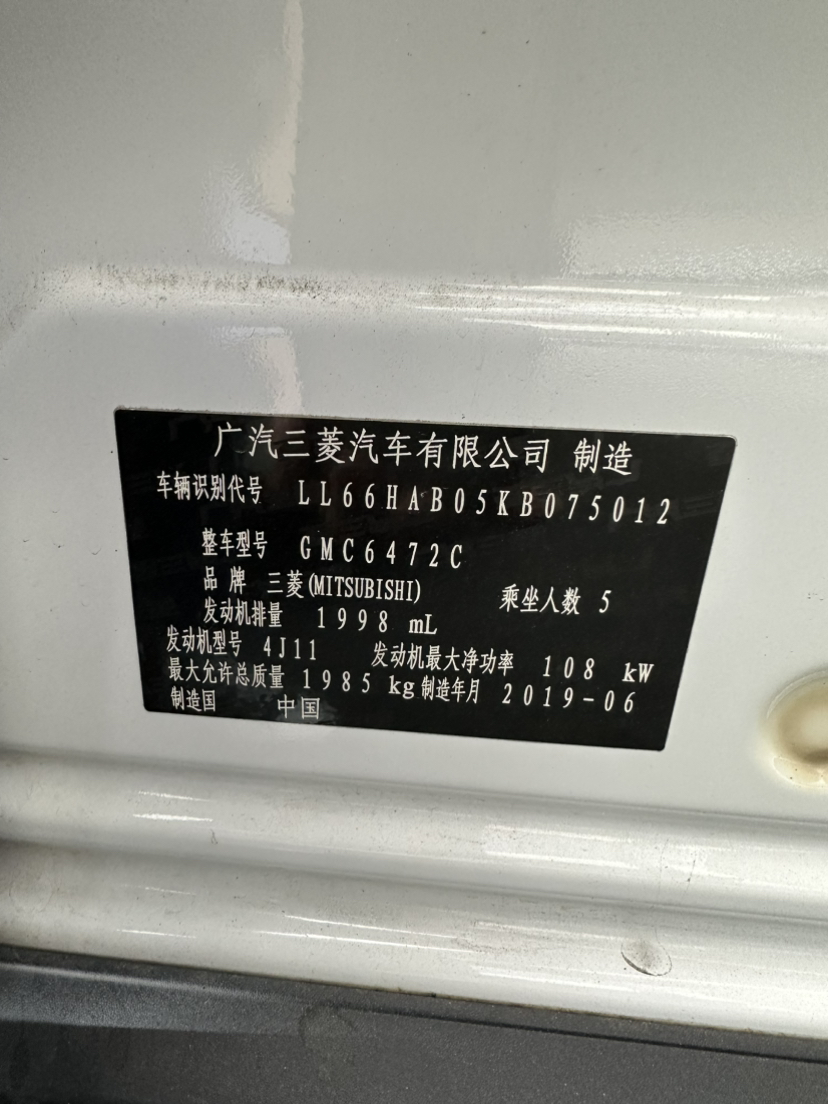 广汽三菱汽车有限公司 制造
车辆识别代号 LL66HAB05KB075012
整车型号 GMC6472C
品牌 三菱(MITSUBISHI) 乘坐人数 5
发动机排量 1998 mL
发动机型号 4J11 发动机最大净功率 108 kW
最大允许总质量 1985 kg 制造年月 2019-06
制造国 中国